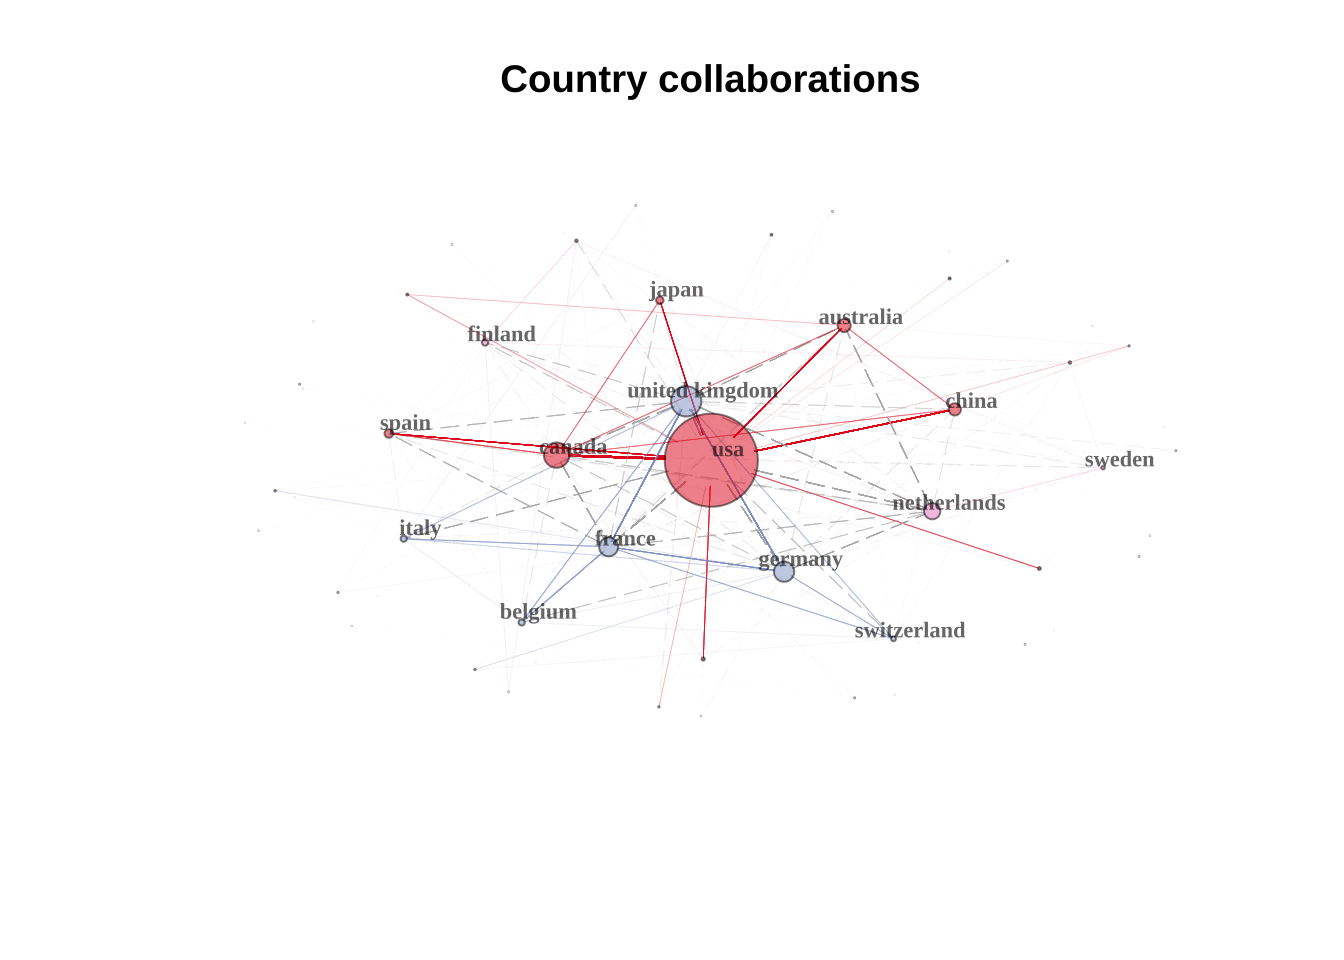 Country collaborations
japan
australia
finland
united kingdom
china
spain
canada
usa
sweden
netherlands
italy
france
germany
belgium
switzerland